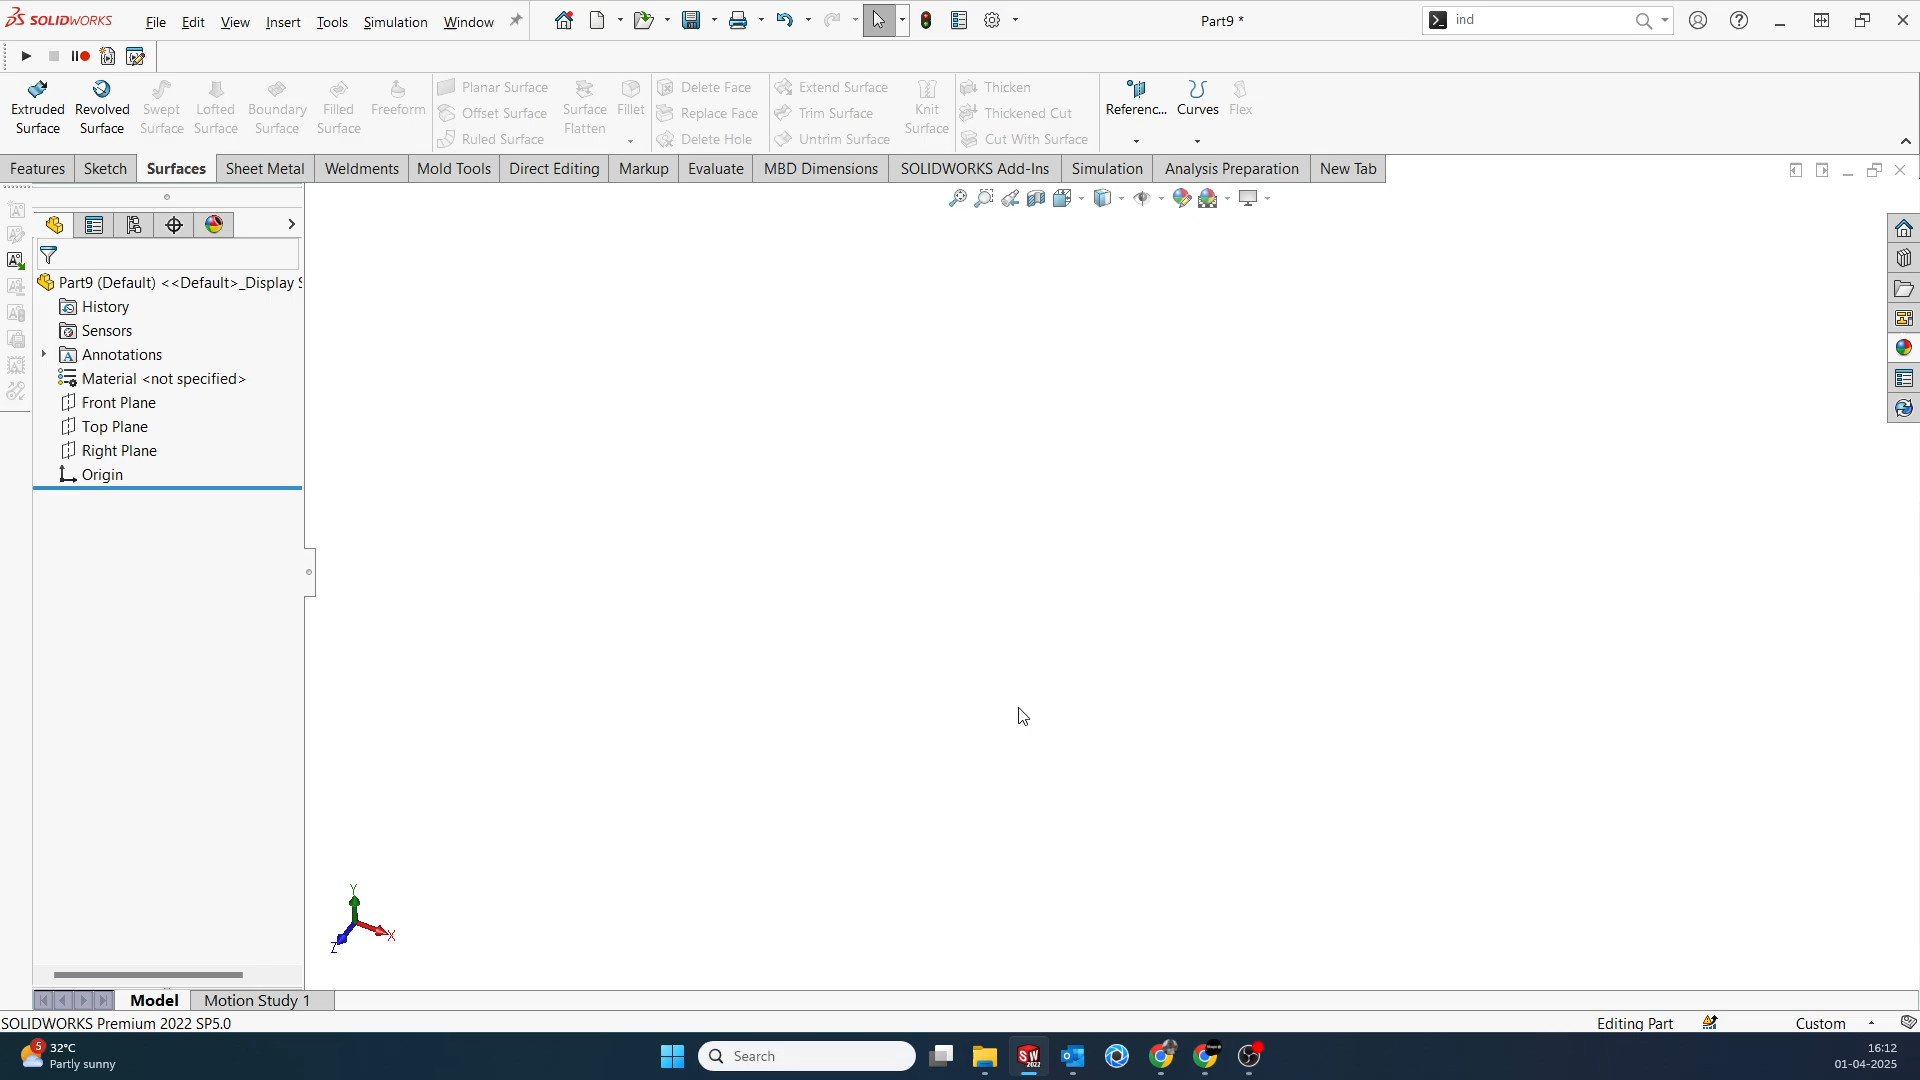 SOLIDWORKS File Edit View Insert Tools Simulation Window Part9 * ind
Extruded Surface
Revolved Surface
Swept Surface
Lofted Surface
Boundary Surface
Filled Surface
Freeform
Planar Surface
Offset Surface
Ruled Surface
Surface Flatten
Fillet
Delete Face
Replace Face
Delete Hole
Extend Surface
Trim Surface
Untrim Surface
Knit Surface
Thicken
Thickened Cut
Cut With Surface
Referenc...
Curves
Flex
Features Sketch Surfaces Sheet Metal Weldments Mold Tools Direct Editing Markup Evaluate MBD Dimensions SOLIDWORKS Add-Ins Simulation Analysis Preparation New Tab
Part9 (Default) <<Default>_Display S
History
Sensors
Annotations
Material <not specified>
Front Plane
Top Plane
Right Plane
Origin
Y
X
Z
Model Motion Study 1
SOLIDWORKS Premium 2022 SP5.0 Editing Part Custom
5 32°C
Partly sunny
Search
SW 2022
16:12
01-04-2025